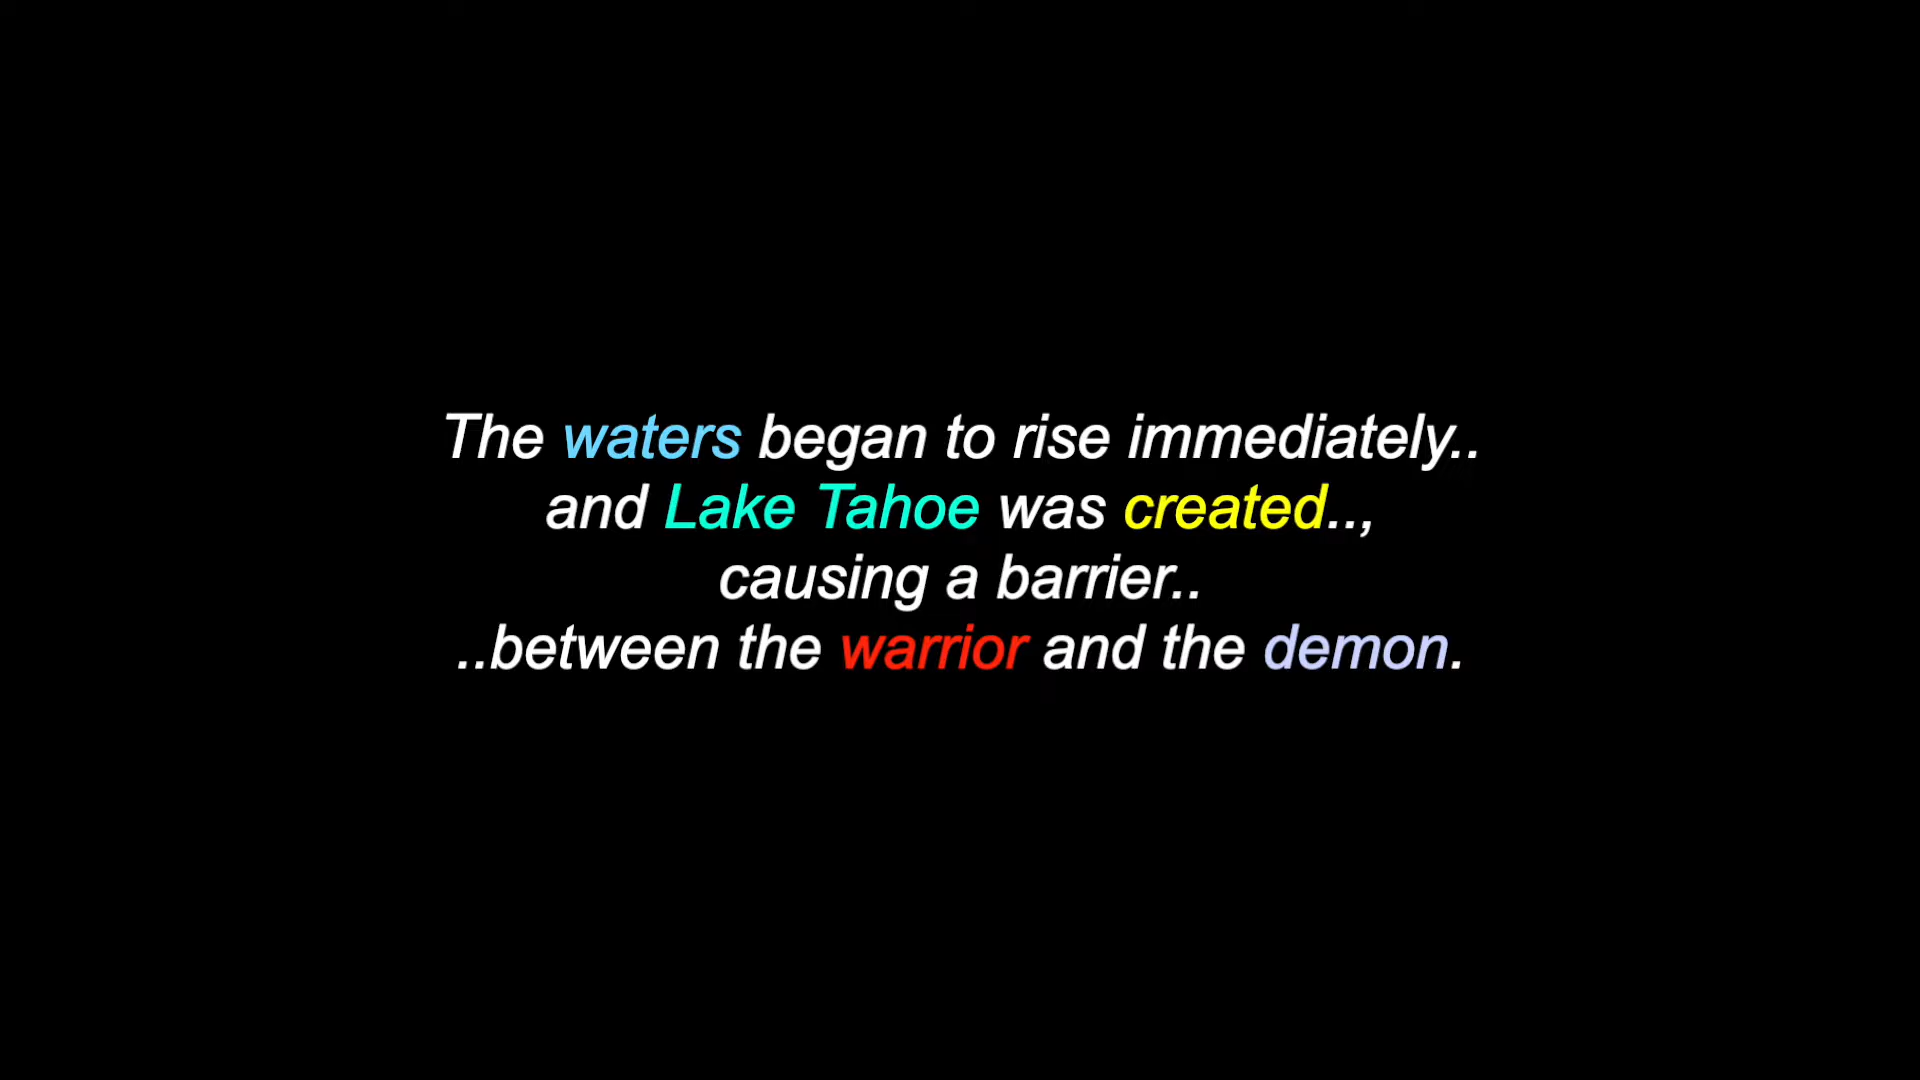 The waters began to rise immediately..
and Lake Tahoe was created..,
causing a barrier..
..between the warrior and the demon.